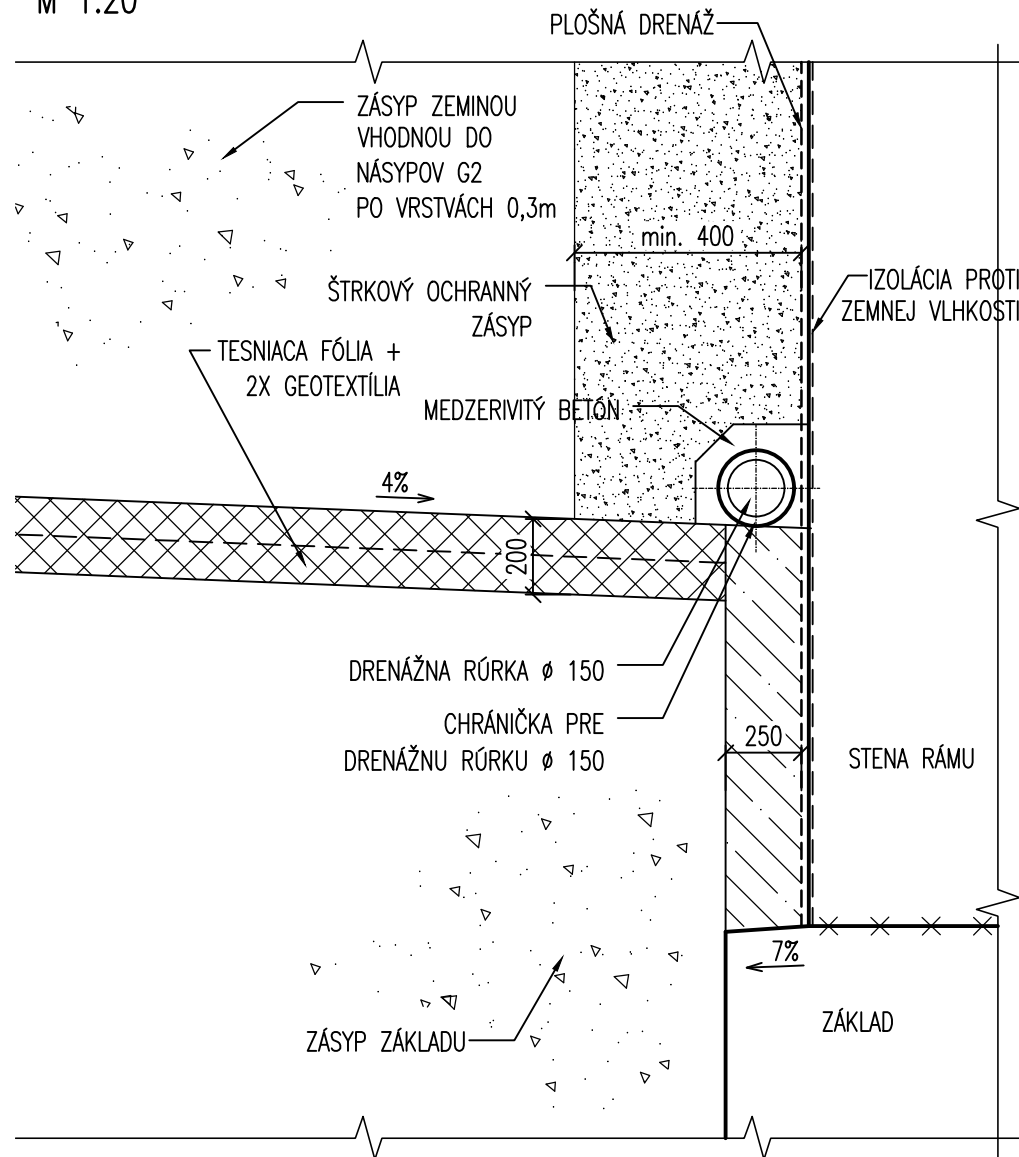 M 1:20
PLOŠNÁ DRENÁŽ
ZÁSYP ZEMINOU
VHODNOU DO
NÁSYPOV G2
PO VRSTVÁCH 0,3m
min. 400
IZOLÁCIA PROTI
ZEMNEJ VLHKOSTI
ŠTRKOVÝ OCHRANNÝ
ZÁSYP
TESNIACA FÓLIA +
2X GEOTEXTÍLIA
MEDZERIVITÝ BETÓN
4%
200
DRENÁŽNA RÚRKA ø 150
CHRÁNIČKA PRE
DRENÁŽNU RÚRKU ø 150
250
STENA RÁMU
7%
ZÁKLAD
ZÁSYP ZÁKLADU